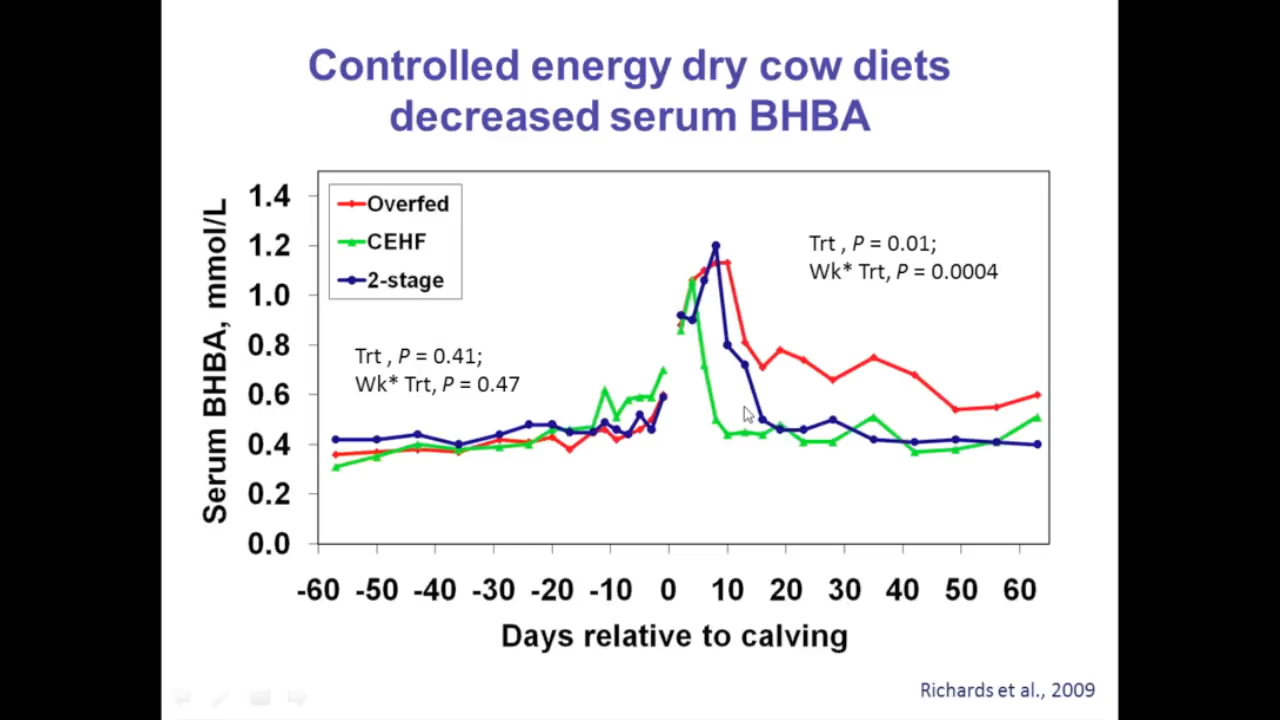 Controlled energy dry cow diets
decreased serum BHBA
Serum BHBA, mmol/L
1.4
1.2
1.0
0.8
0.6
0.4
0.2
0.0
Overfed
CEHF
2-stage
Trt , P = 0.01;
Wk* Trt, P = 0.0004
Trt , P = 0.41;
Wk* Trt, P = 0.47
-60 -50 -40 -30 -20 -10 0 10 20 30 40 50 60
Days relative to calving
Richards et al., 2009